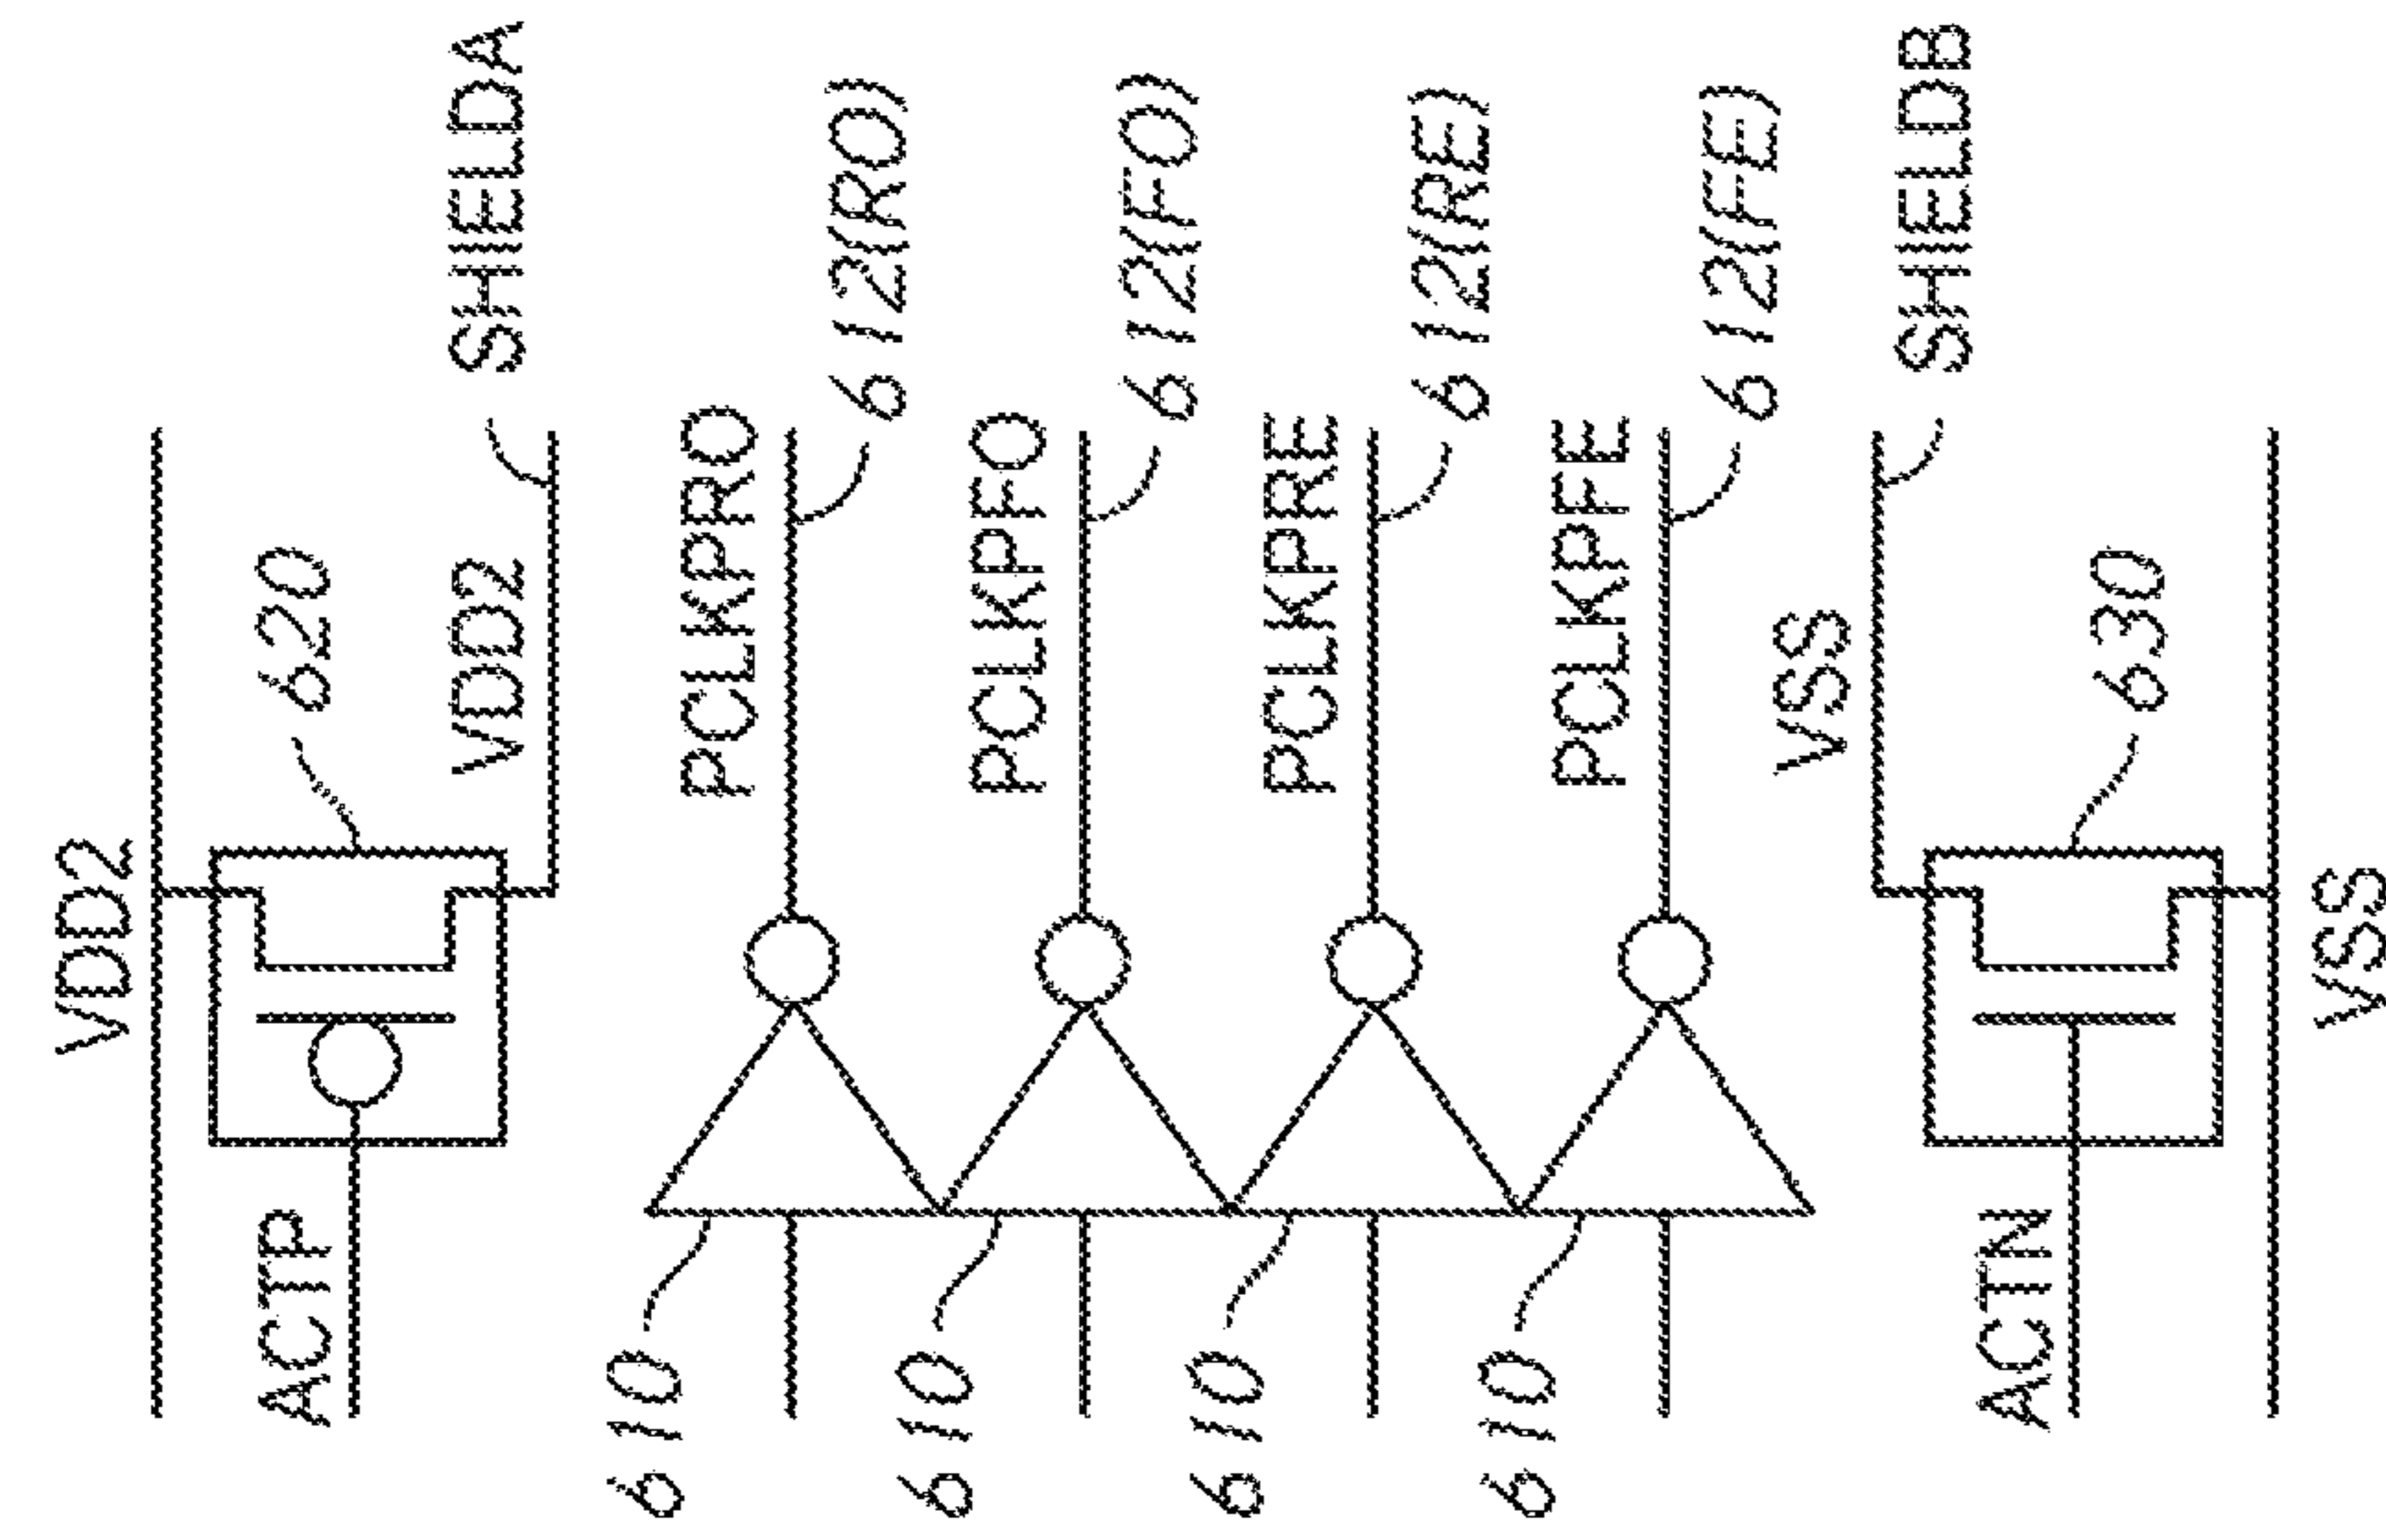 VDD2
ACTP
620
VDD2
SHIELDA
610
PCLKPRO
612(RO)
610
PCLKPFO
612(FO)
610
PCLKPRE
612(RE)
610
PCLKPFE
612(FE)
VSS
SHIELDB
ACTN
630
VSS